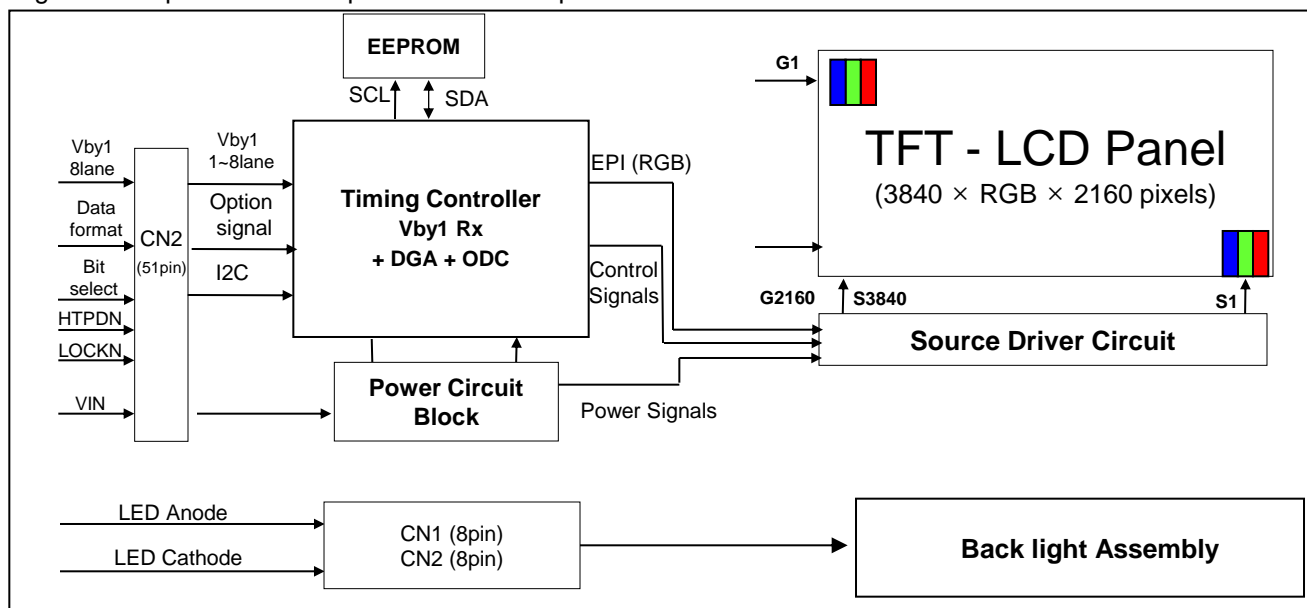 EEPROM
SCL
SDA
G1
TFT - LCD Panel
(3840 × RGB × 2160 pixels)
Vby1
8lane
Data
format
Bit
select
HTPDN
LOCKN
VIN
CN2
(51pin)
Vby1
1~8lane
Option
signal
I2C
Timing Controller
Vby1 Rx
+ DGA + ODC
EPI (RGB)
Control
Signals
G2160
S3840
S1
Source Driver Circuit
Power Circuit
Block
Power Signals
LED Anode
LED Cathode
CN1 (8pin)
CN2 (8pin)
Back light Assembly